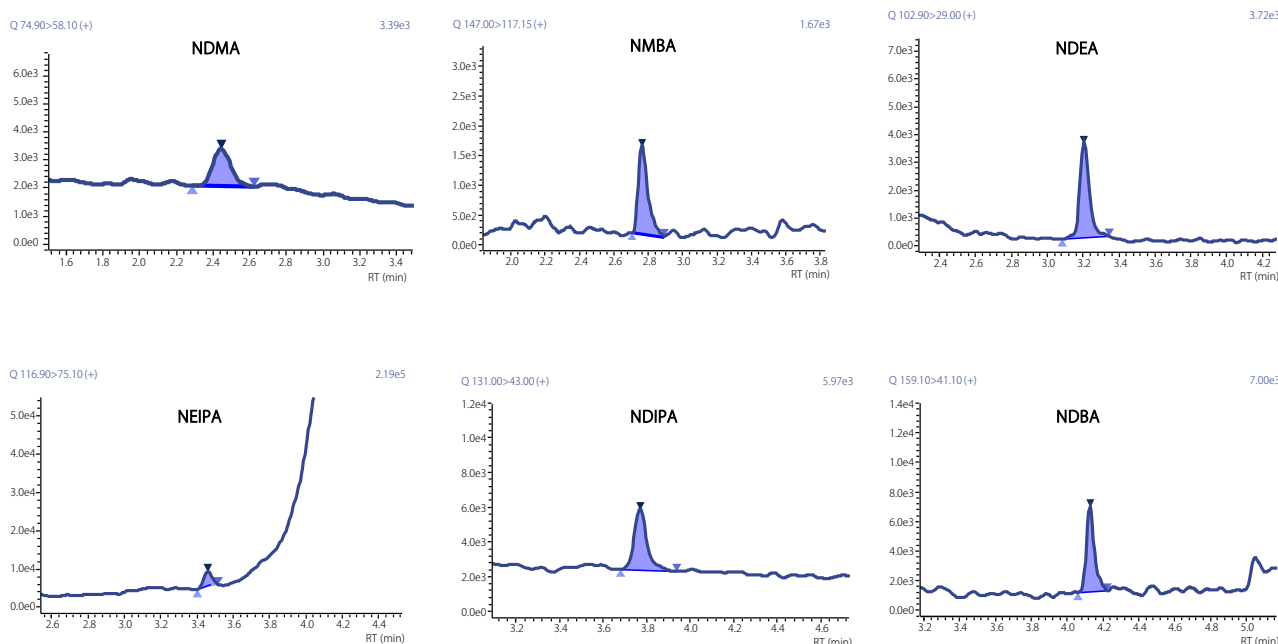 Q 74.90>58.10 (+) 3.39e3
NDMA
6.0e3
5.0e3
4.0e3
3.0e3
2.0e3
1.0e3
0.0e0
1.6 1.8 2.0 2.2 2.4 2.6 2.8 3.0 3.2 3.4
RT (min)
Q 147.00>117.15 (+) 1.67e3
NMBA
3.0e3
2.5e3
2.0e3
1.5e3
1.0e3
5.0e2
0.0e0
2.0 2.2 2.4 2.6 2.8 3.0 3.2 3.4 3.6 3.8
RT (min)
Q 102.90>29.00 (+) 3.72e3
NDEA
7.0e3
6.0e3
5.0e3
4.0e3
3.0e3
2.0e3
1.0e3
0.0e0
2.4 2.6 2.8 3.0 3.2 3.4 3.6 3.8 4.0 4.2
RT (min)
Q 116.90>75.10 (+) 2.19e5
NEIPA
5.0e4
4.0e4
3.0e4
2.0e4
1.0e4
0.0e0
2.6 2.8 3.0 3.2 3.4 3.6 3.8 4.0 4.2 4.4
RT (min)
Q 131.00>43.00 (+) 5.97e3
NDIPA
1.2e4
1.0e4
8.0e3
6.0e3
4.0e3
2.0e3
0.0e0
3.2 3.4 3.6 3.8 4.0 4.2 4.4 4.6
RT (min)
Q 159.10>41.10 (+) 7.00e3
NDBA
1.4e4
1.2e4
1.0e4
8.0e3
6.0e3
4.0e3
2.0e3
0.0e0
3.2 3.4 3.6 3.8 4.0 4.2 4.4 4.6 4.8 5.0
RT (min)